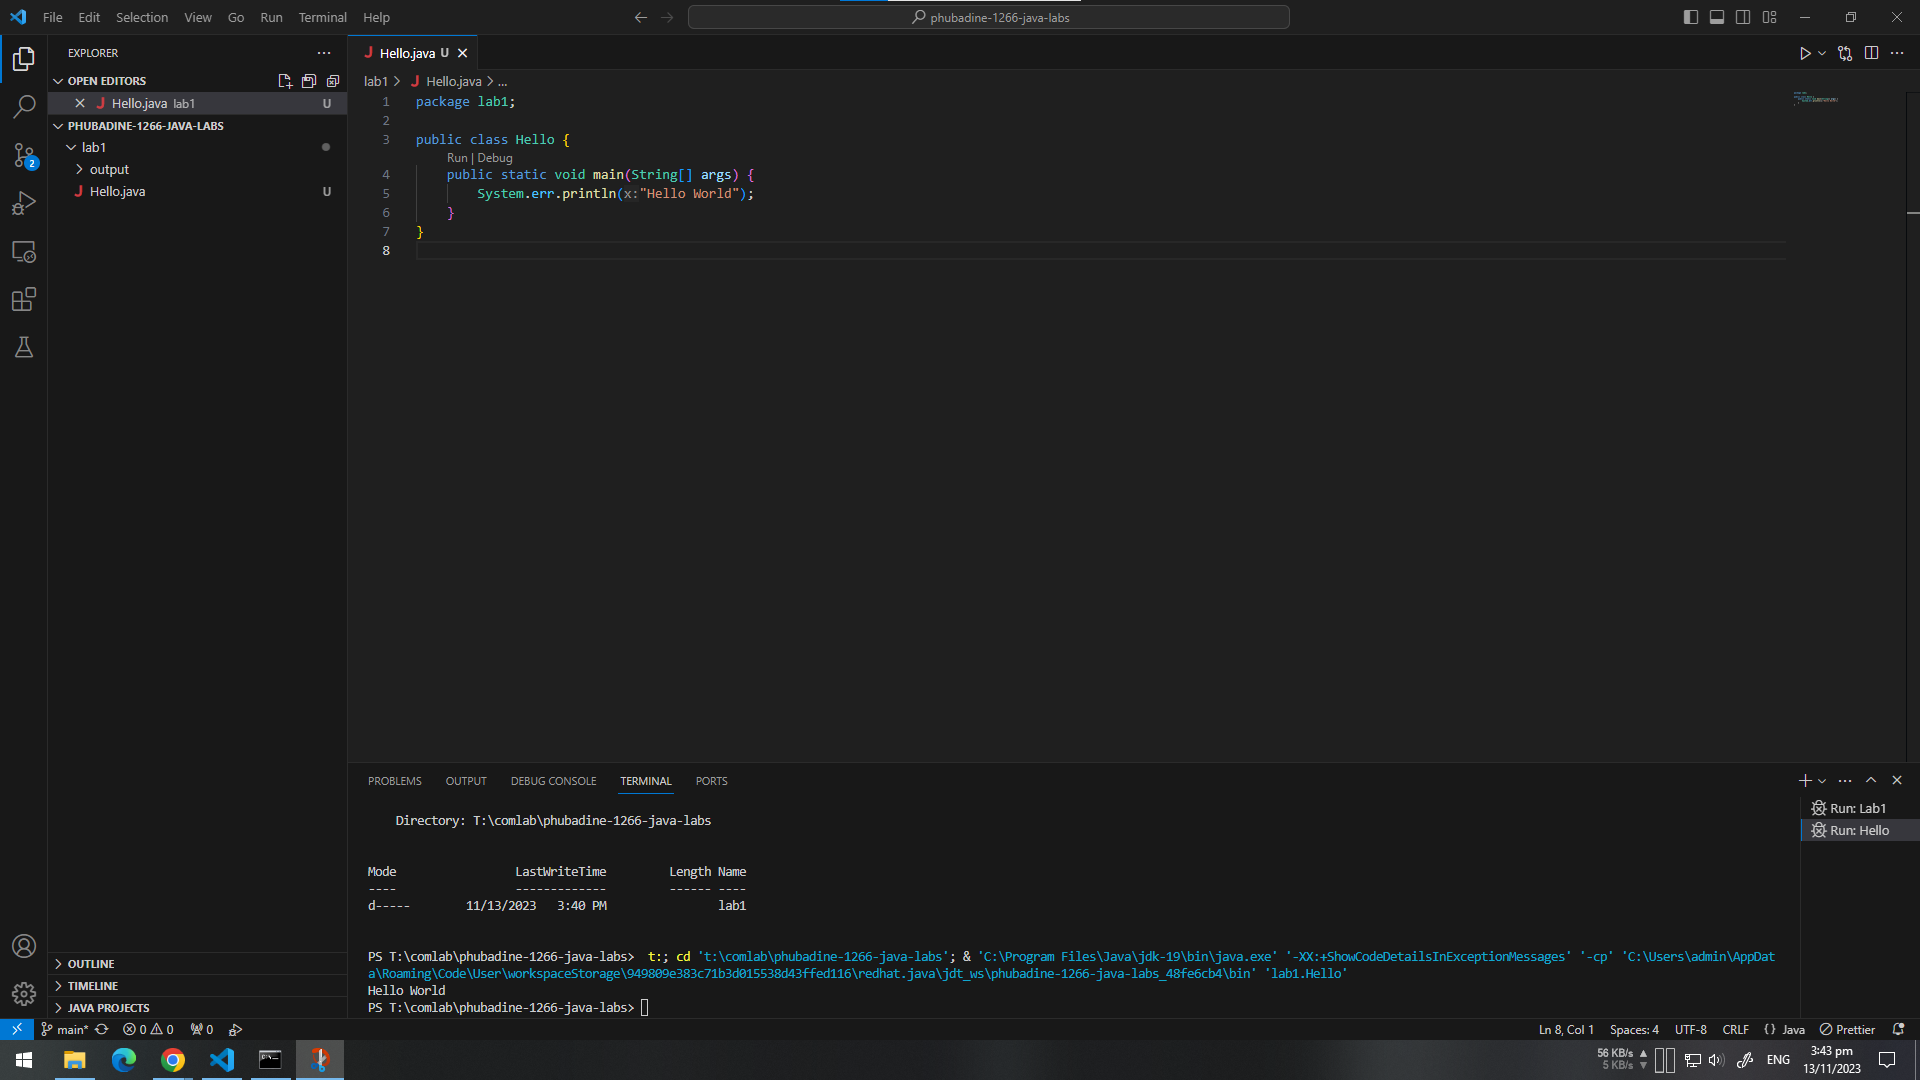 File Edit Selection View Go Run Terminal Help
phubadine-1266-java-labs
EXPLORER
OPEN EDITORS
Hello.java lab1 U
PHUBADINE-1266-JAVA-LABS
lab1
output
Hello.java U
OUTLINE
TIMELINE
JAVA PROJECTS
Hello.java U
lab1 > Hello.java > ...
1 package lab1;
2
3 public class Hello {
Run | Debug
4 public static void main(String[] args) {
5 System.err.println(x:"Hello World");
6 }
7 }
8
PROBLEMS OUTPUT DEBUG CONSOLE TERMINAL PORTS
Directory: T:\comlab\phubadine-1266-java-labs
Mode LastWriteTime Length Name
---- ------------- ------ ----
d----- 11/13/2023 3:40 PM lab1
PS T:\comlab\phubadine-1266-java-labs> t:; cd 't:\comlab\phubadine-1266-java-labs'; & 'C:\Program Files\Java\jdk-19\bin\java.exe' '-XX:+ShowCodeDetailsInExceptionMessages' '-cp' 'C:\Users\admin\AppDat
a\Roaming\Code\User\workspaceStorage\949809e383c71b3d015538d43ffed116\redhat.java\jdt_ws\phubadine-1266-java-labs_48fe6cb4\bin' 'lab1.Hello'
Hello World
PS T:\comlab\phubadine-1266-java-labs>
Run: Lab1
Run: Hello
2
main* 0 0 0
Ln 8, Col 1 Spaces: 4 UTF-8 CRLF {} Java Prettier
56 KB/s
5 KB/s
ENG
3:43 pm
13/11/2023